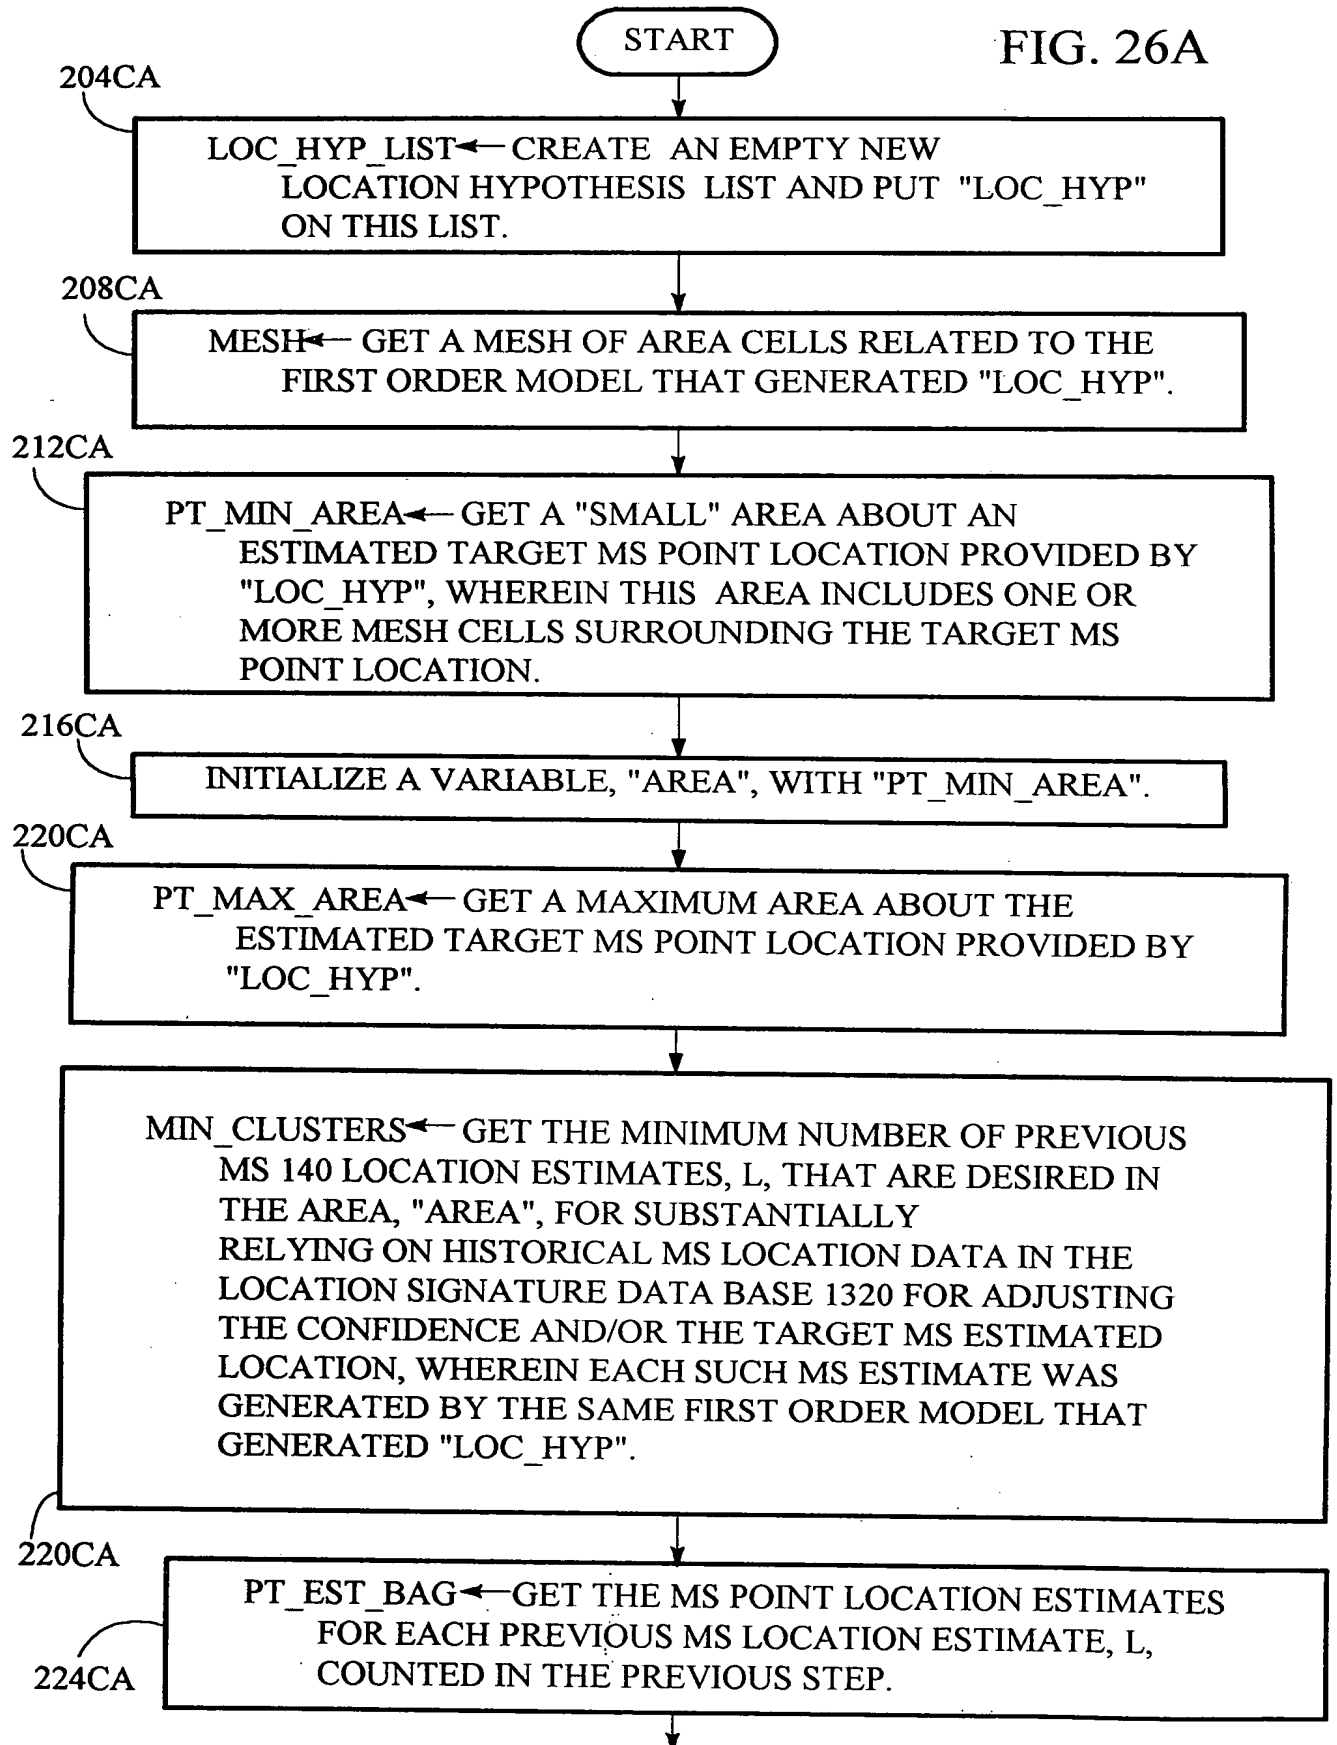 START
FIG. 26A
204CA
LOC_HYP_LIST← CREATE AN EMPTY NEW
LOCATION HYPOTHESIS LIST AND PUT "LOC_HYP"
ON THIS LIST.
208CA
MESH← GET A MESH OF AREA CELLS RELATED TO THE
FIRST ORDER MODEL THAT GENERATED "LOC_HYP".
212CA
PT_MIN_AREA← GET A "SMALL" AREA ABOUT AN
ESTIMATED TARGET MS POINT LOCATION PROVIDED BY
"LOC_HYP", WHEREIN THIS AREA INCLUDES ONE OR
MORE MESH CELLS SURROUNDING THE TARGET MS
POINT LOCATION.
216CA
INITIALIZE A VARIABLE, "AREA", WITH "PT_MIN_AREA".
220CA
PT_MAX_AREA← GET A MAXIMUM AREA ABOUT THE
ESTIMATED TARGET MS POINT LOCATION PROVIDED BY
"LOC_HYP".
MIN_CLUSTERS← GET THE MINIMUM NUMBER OF PREVIOUS
MS 140 LOCATION ESTIMATES, L, THAT ARE DESIRED IN
THE AREA, "AREA", FOR SUBSTANTIALLY
RELYING ON HISTORICAL MS LOCATION DATA IN THE
LOCATION SIGNATURE DATA BASE 1320 FOR ADJUSTING
THE CONFIDENCE AND/OR THE TARGET MS ESTIMATED
LOCATION, WHEREIN EACH SUCH MS ESTIMATE WAS
GENERATED BY THE SAME FIRST ORDER MODEL THAT
GENERATED "LOC_HYP".
220CA
PT_EST_BAG← GET THE MS POINT LOCATION ESTIMATES
FOR EACH PREVIOUS MS LOCATION ESTIMATE, L,
COUNTED IN THE PREVIOUS STEP.
224CA